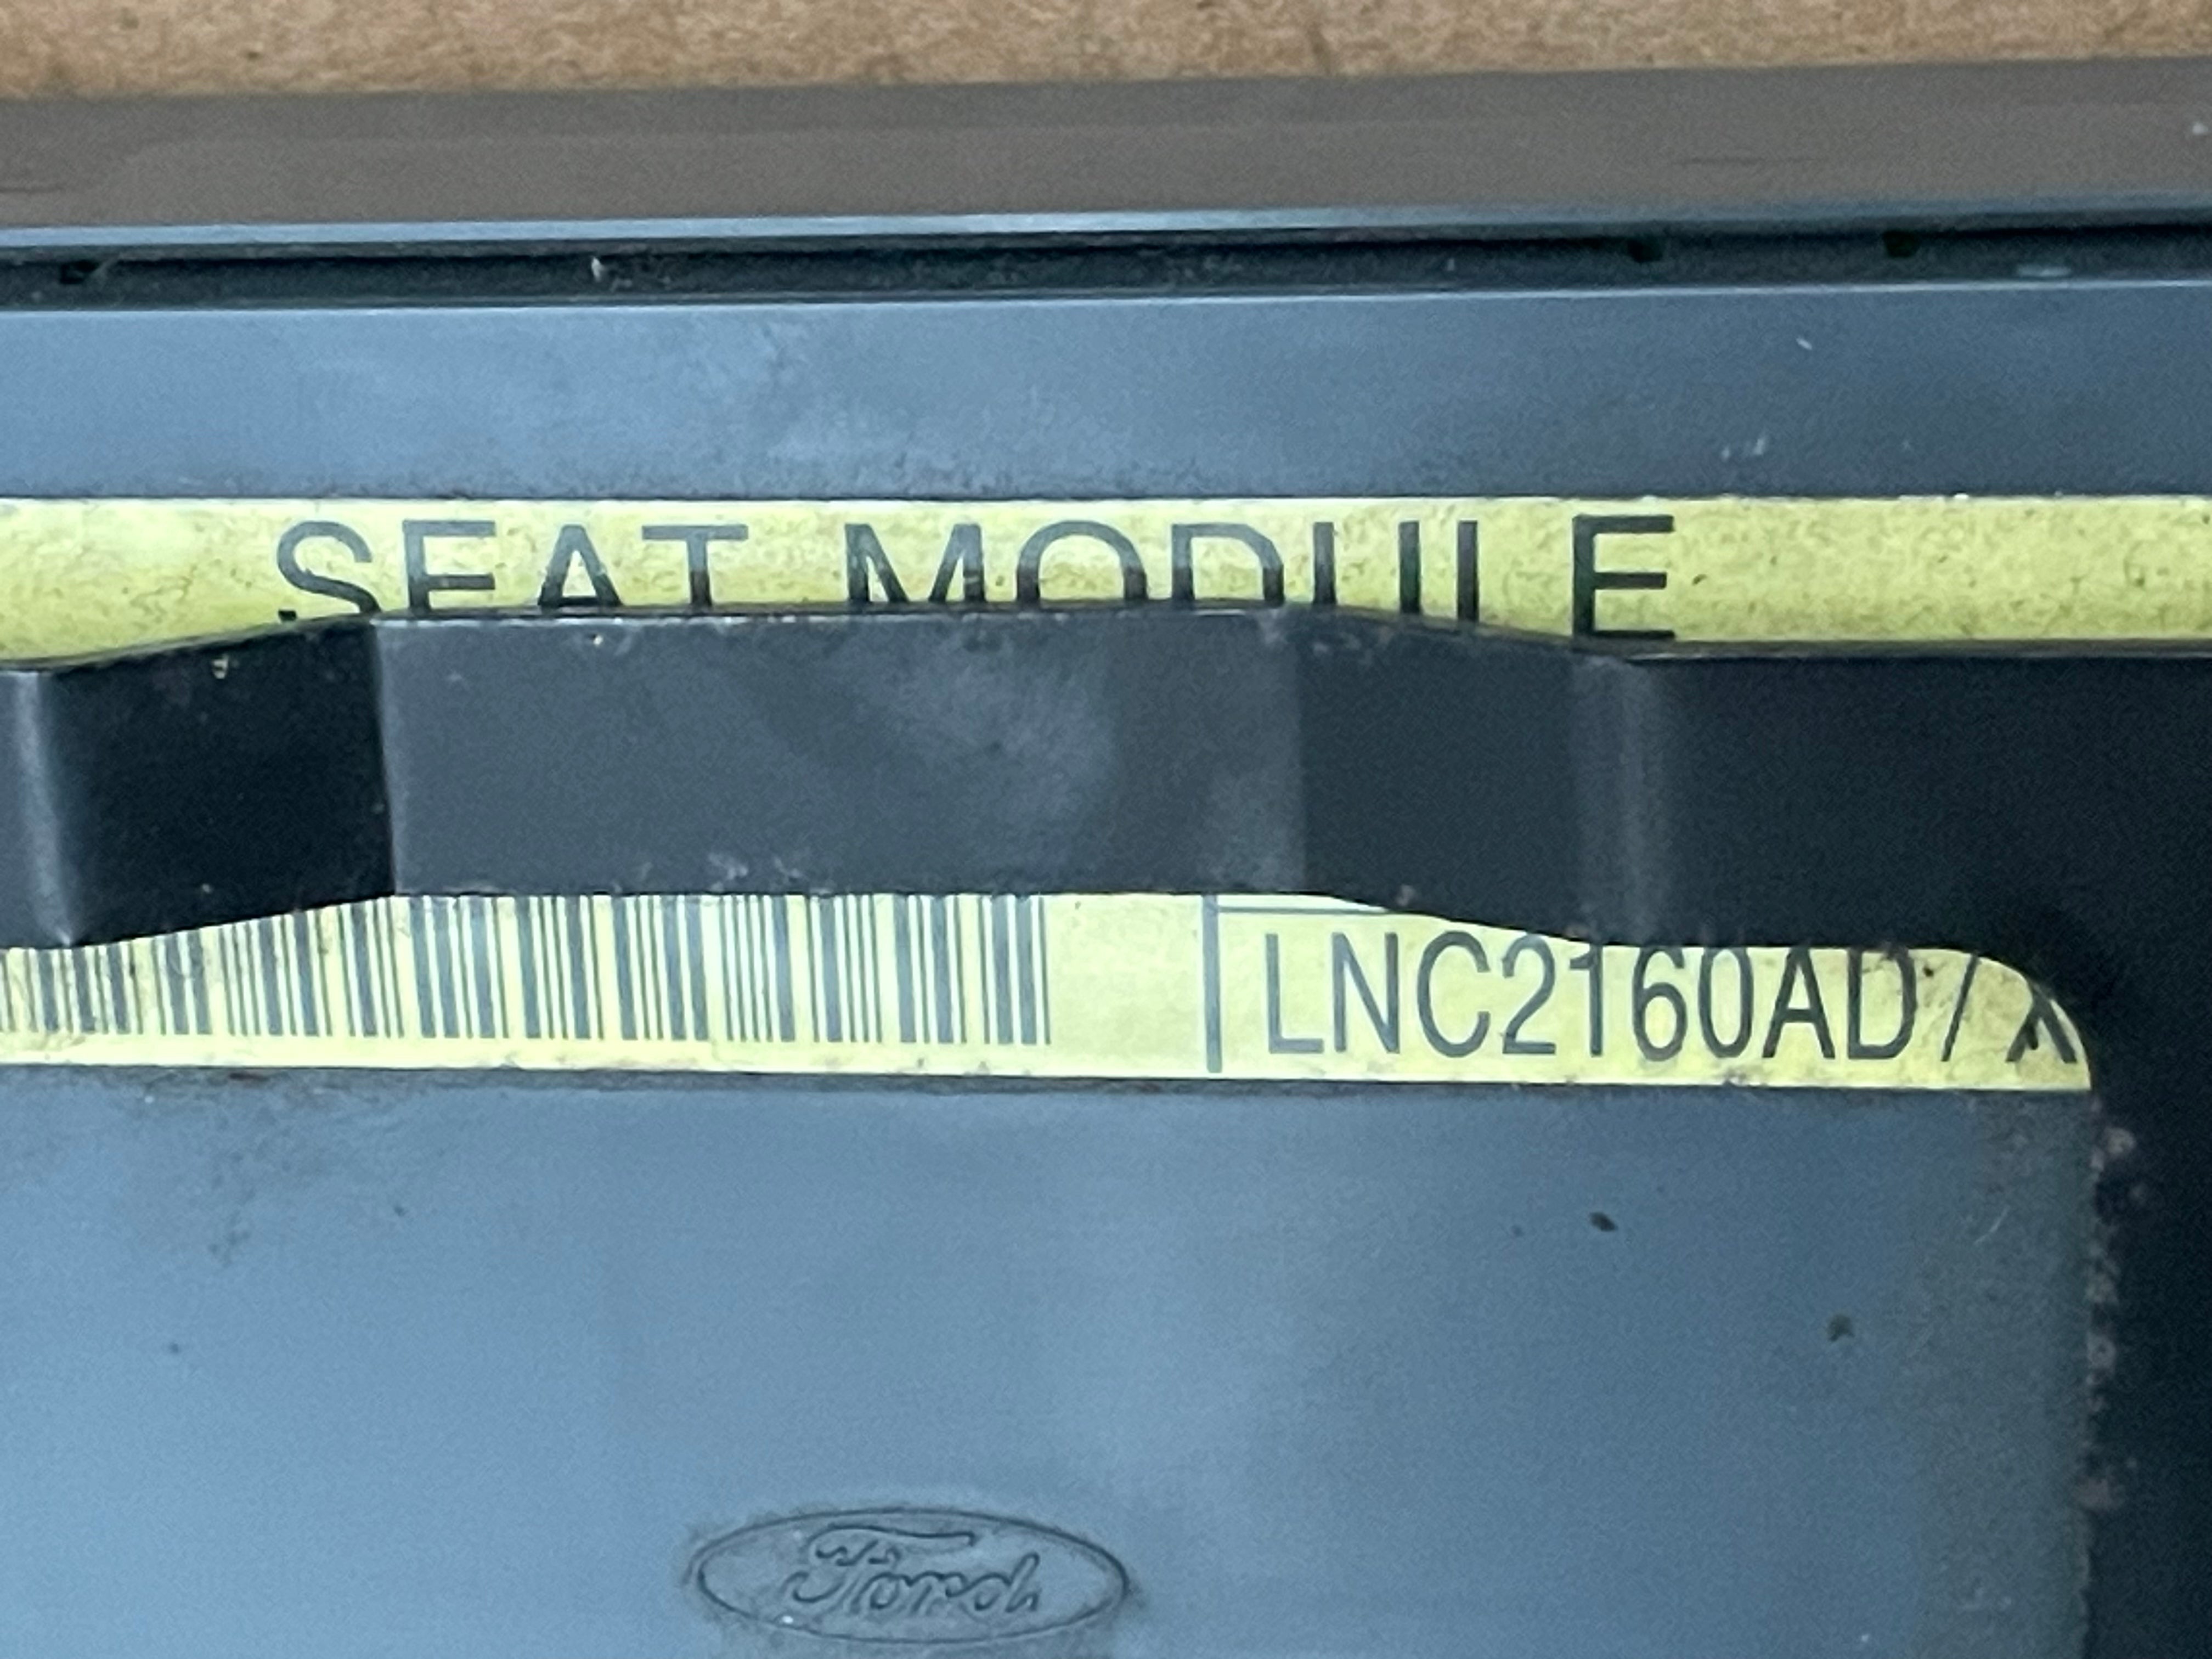 SEAT MODULE
LNC2160AD/
Ford